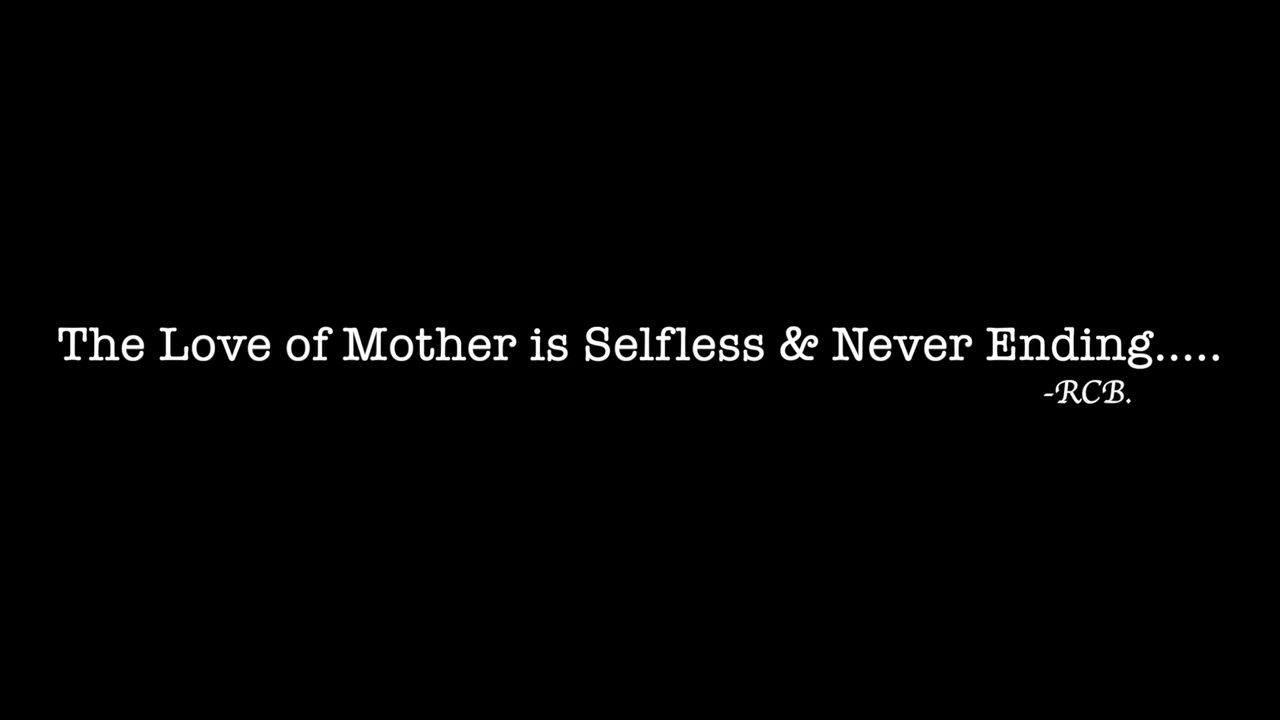 The Love of Mother is Selfless & Never Ending.....
-RCB.